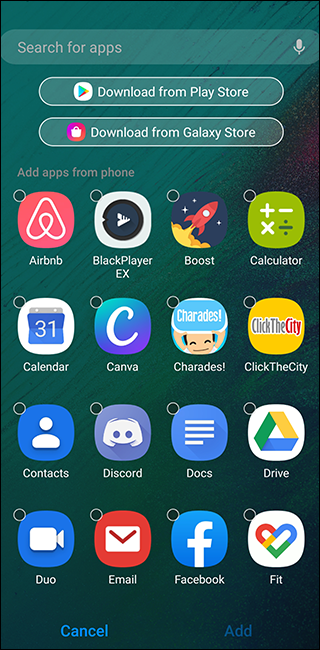 Search for apps
Download from Play Store
Download from Galaxy Store
Add apps from phone
Airbnb
BlackPlayer
EX
Boost
Calculator
31
Charades!
ClickTheCity
Calendar
Canva
Charades!
ClickTheCity
Contacts
Discord
Docs
Drive
Duo
Email
Facebook
Fit
Cancel
Add